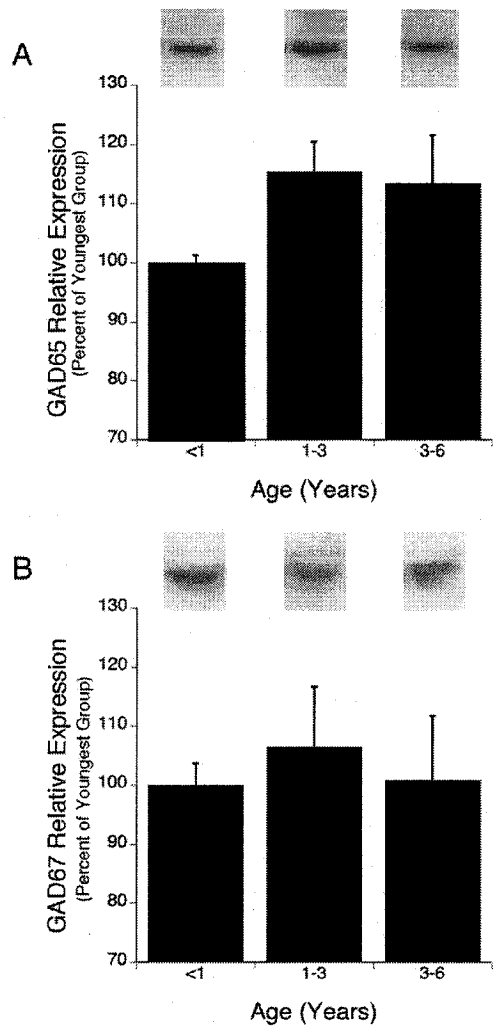 A
130
120
110
100
90
80
70
GAD65 Relative Expression
(Percent of Youngest Group)
<1
1-3
3-6
Age (Years)
B
130
120
110
100
90
80
70
GAD67 Relative Expression
(Percent of Youngest Group)
<1
1-3
3-6
Age (Years)